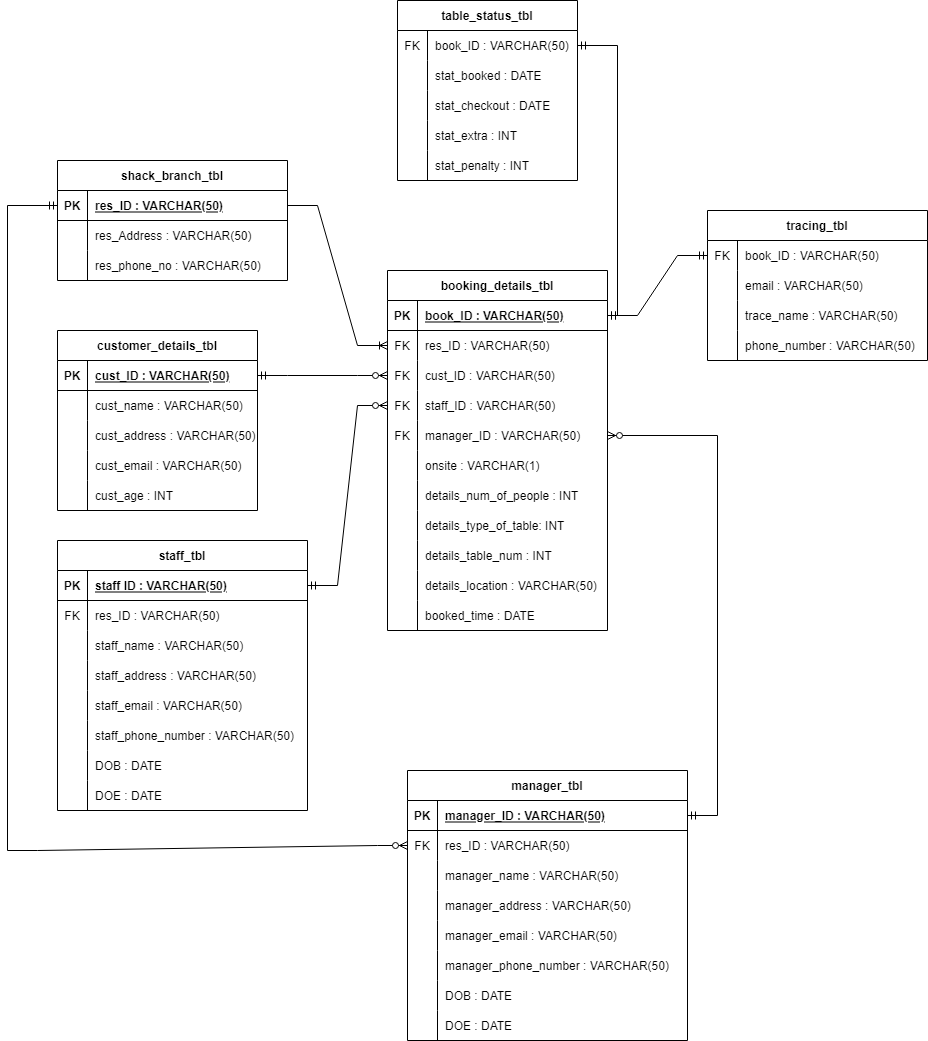 table_status_tbl
FK book_ID : VARCHAR(50)
stat_booked : DATE
stat_checkout : DATE
stat_extra : INT
stat_penalty : INT
shack_branch_tbl
PK res_ID : VARCHAR(50)
res_Address : VARCHAR(50)
res_phone_no : VARCHAR(50)
tracing_tbl
FK book_ID : VARCHAR(50)
email : VARCHAR(50)
trace_name : VARCHAR(50)
phone_number : VARCHAR(50)
booking_details_tbl
PK book_ID : VARCHAR(50)
FK res_ID : VARCHAR(50)
FK cust_ID : VARCHAR(50)
FK staff_ID : VARCHAR(50)
FK manager_ID : VARCHAR(50)
onsite : VARCHAR(1)
details_num_of_people : INT
details_type_of_table: INT
details_table_num : INT
details_location : VARCHAR(50)
booked_time : DATE
customer_details_tbl
PK cust_ID : VARCHAR(50)
cust_name : VARCHAR(50)
cust_address : VARCHAR(50)
cust_email : VARCHAR(50)
cust_age : INT
staff_tbl
PK staff ID : VARCHAR(50)
FK res_ID : VARCHAR(50)
staff_name : VARCHAR(50)
staff_address : VARCHAR(50)
staff_email : VARCHAR(50)
staff_phone_number : VARCHAR(50)
DOB : DATE
DOE : DATE
manager_tbl
PK manager_ID : VARCHAR(50)
FK res_ID : VARCHAR(50)
manager_name : VARCHAR(50)
manager_address : VARCHAR(50)
manager_email : VARCHAR(50)
manager_phone_number : VARCHAR(50)
DOB : DATE
DOE : DATE